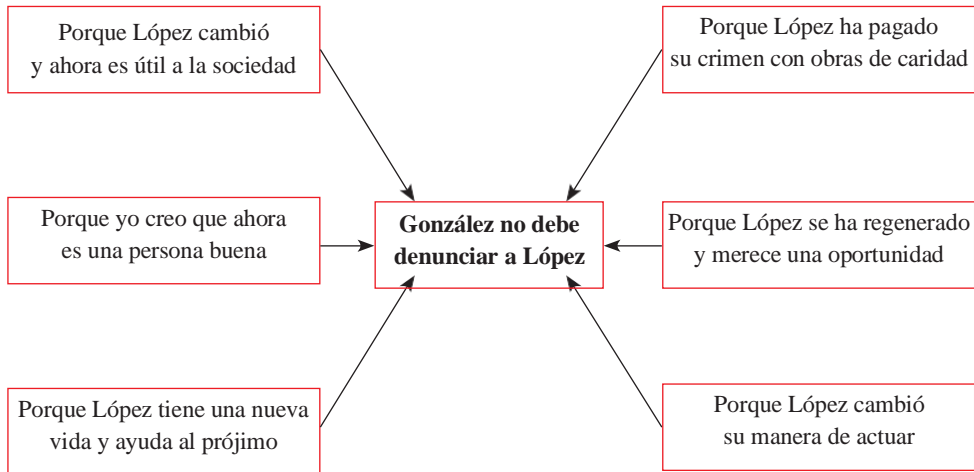 Porque López cambió
y ahora es útil a la sociedad
Porque López ha pagado
su crimen con obras de caridad
Porque yo creo que ahora
es una persona buena
González no debe
denunciar a López
Porque López se ha regenerado
y merece una oportunidad
Porque López tiene una nueva
vida y ayuda al prójimo
Porque López cambió
su manera de actuar